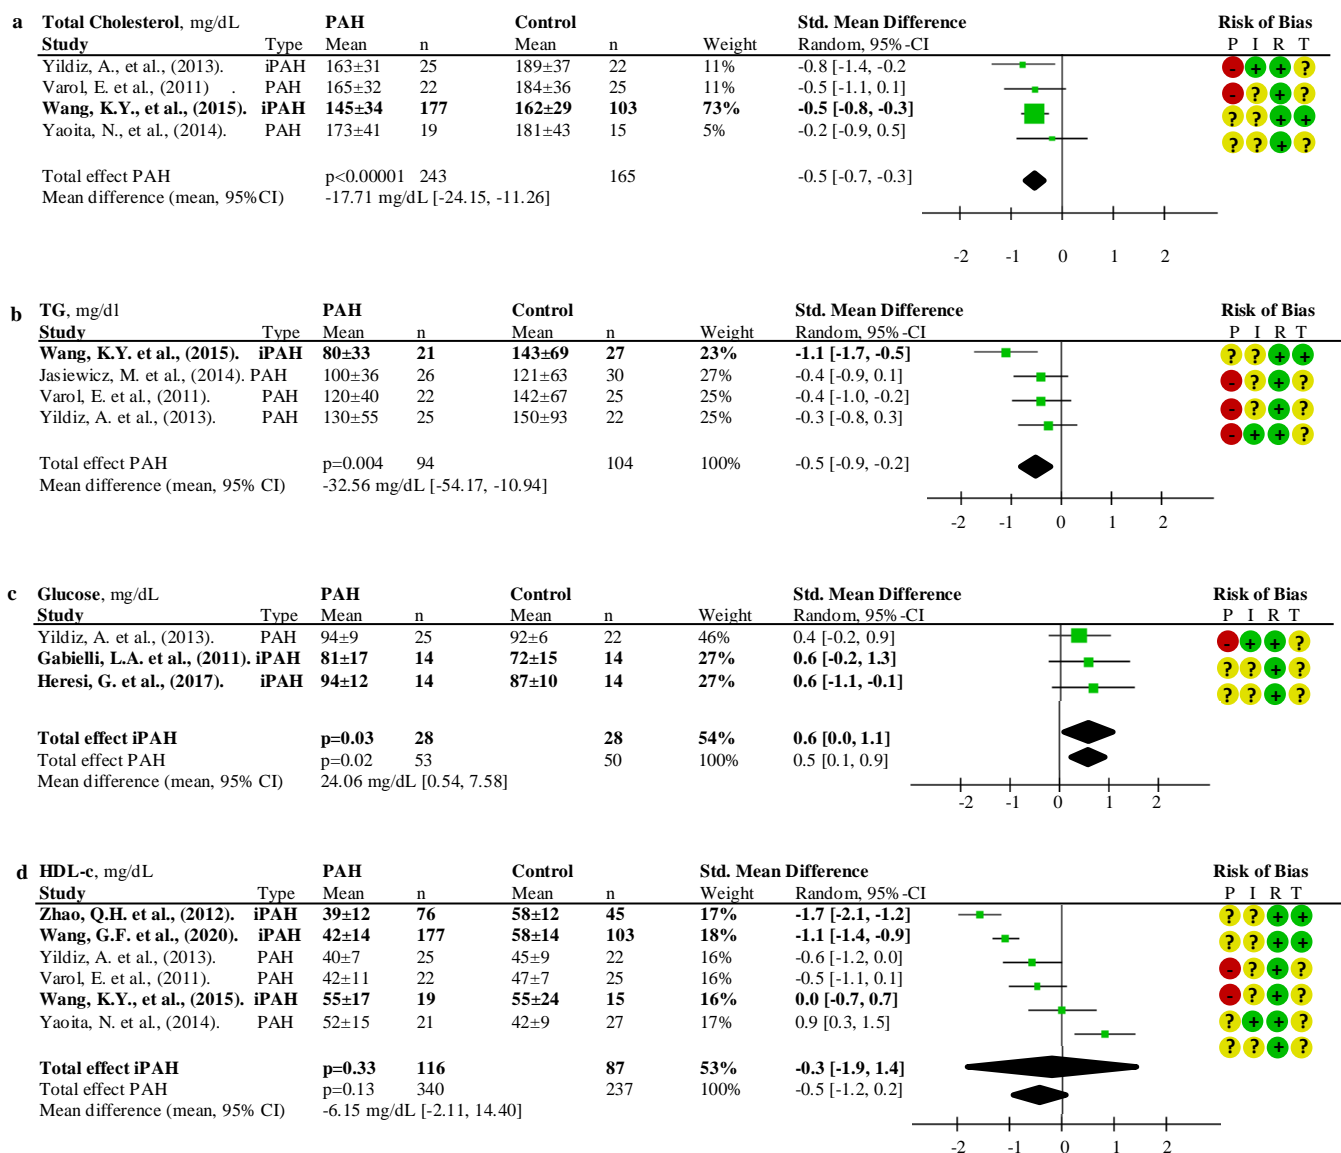 a Total Cholesterol, mg/dL PAH Control Std. Mean Difference Risk of Bias
Study Type Mean n Mean n Weight Random, 95%-CI P I R T
Yildiz, A., et al., (2013). iPAH 163±31 25 189±37 22 11% -0.8 [-1.4, -0.2 - + + ?
Varol, E. et al., (2011) . PAH 165±32 22 184±36 25 11% -0.5 [-1.1, 0.1] - ? + ?
Wang, K.Y., et al., (2015). iPAH 145±34 177 162±29 103 73% -0.5 [-0.8, -0.3] ? ? + +
Yaoita, N., et al., (2014). PAH 173±41 19 181±43 15 5% -0.2 [-0.9, 0.5] ? ? + ?
Total effect PAH p<0.00001 243 165 -0.5 [-0.7, -0.3]
Mean difference (mean, 95%CI) -17.71 mg/dL [-24.15, -11.26]
-2 -1 0 1 2
b TG, mg/dl PAH Control Std. Mean Difference Risk of Bias
Study Type Mean n Mean n Weight Random, 95%-CI P I R T
Wang, K.Y. et al., (2015). iPAH 80±33 21 143±69 27 23% -1.1 [-1.7, -0.5] ? ? + +
Jasiewicz, M. et al., (2014). PAH 100±36 26 121±63 30 27% -0.4 [-0.9, 0.1] - ? + ?
Varol, E. et al., (2011). PAH 120±40 22 142±67 25 25% -0.4 [-1.0, -0.2] - ? + ?
Yildiz, A. et al., (2013). PAH 130±55 25 150±93 22 25% -0.3 [-0.8, 0.3] - + + ?
Total effect PAH p=0.004 94 104 100% -0.5 [-0.9, -0.2]
Mean difference (mean, 95% CI) -32.56 mg/dL [-54.17, -10.94]
-2 -1 0 1 2
c Glucose, mg/dL PAH Control Std. Mean Difference Risk of Bias
Study Type Mean n Mean n Weight Random, 95%-CI P I R T
Yildiz, A. et al., (2013). PAH 94±9 25 92±6 22 46% 0.4 [-0.2, 0.9] - + + ?
Gabielli, L.A. et al., (2011). iPAH 81±17 14 72±15 14 27% 0.6 [-0.2, 1.3] ? ? + ?
Heresi, G. et al., (2017). iPAH 94±12 14 87±10 14 27% 0.6 [-1.1, -0.1] ? ? + ?
Total effect iPAH p=0.03 28 28 54% 0.6 [0.0, 1.1]
Total effect PAH p=0.02 53 50 100% 0.5 [0.1, 0.9]
Mean difference (mean, 95% CI) 24.06 mg/dL [0.54, 7.58]
-2 -1 0 1 2
d HDL-c, mg/dL PAH Control Std. Mean Difference Risk of Bias
Study Type Mean n Mean n Weight Random, 95%-CI P I R T
Zhao, Q.H. et al., (2012). iPAH 39±12 76 58±12 45 17% -1.7 [-2.1, -1.2] ? ? + +
Wang, G.F. et al., (2020). iPAH 42±14 177 58±14 103 18% -1.1 [-1.4, -0.9] ? ? + +
Yildiz, A. et al., (2013). PAH 40±7 25 45±9 22 16% -0.6 [-1.2, 0.0] - ? + ?
Varol, E. et al., (2011). PAH 42±11 22 47±7 25 16% -0.5 [-1.1, 0.1] - ? + ?
Wang, K.Y., et al., (2015). iPAH 55±17 19 55±24 15 16% 0.0 [-0.7, 0.7] ? + + ?
Yaoita, N. et al., (2014). PAH 52±15 21 42±9 27 17% 0.9 [0.3, 1.5] ? ? + ?
Total effect iPAH p=0.33 116 87 53% -0.3 [-1.9, 1.4]
Total effect PAH p=0.13 340 237 100% -0.5 [-1.2, 0.2]
Mean difference (mean, 95% CI) -6.15 mg/dL [-2.11, 14.40]
-2 -1 0 1 2